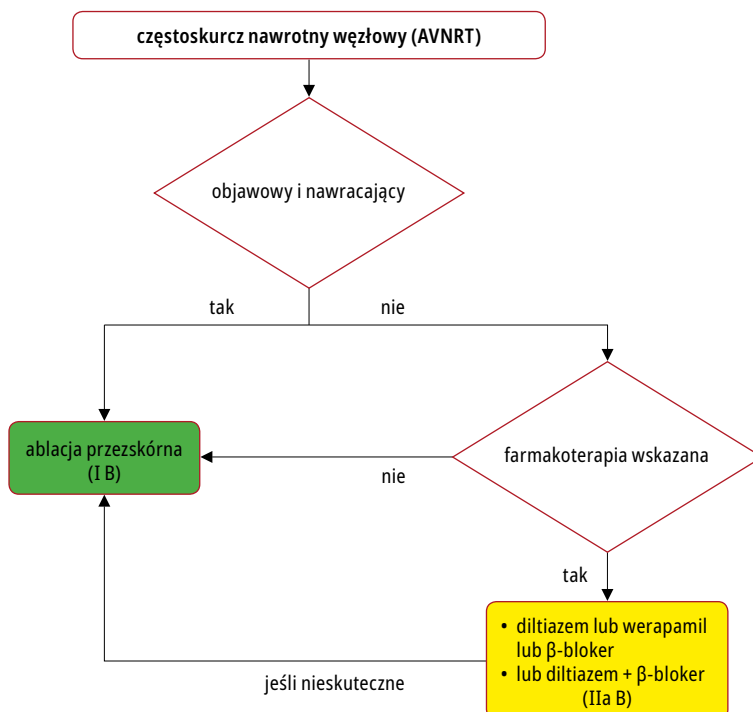 częstoskurcz nawrotny węzłowy (AVNRT)
objawowy i nawracający
tak
nie
ablacja przezskórna
(I B)
farmakoterapia wskazana
nie
tak
• diltiazem lub werapamil
lub β-bloker
• lub diltiazem + β-bloker
(IIa B)
jeśli nieskuteczne